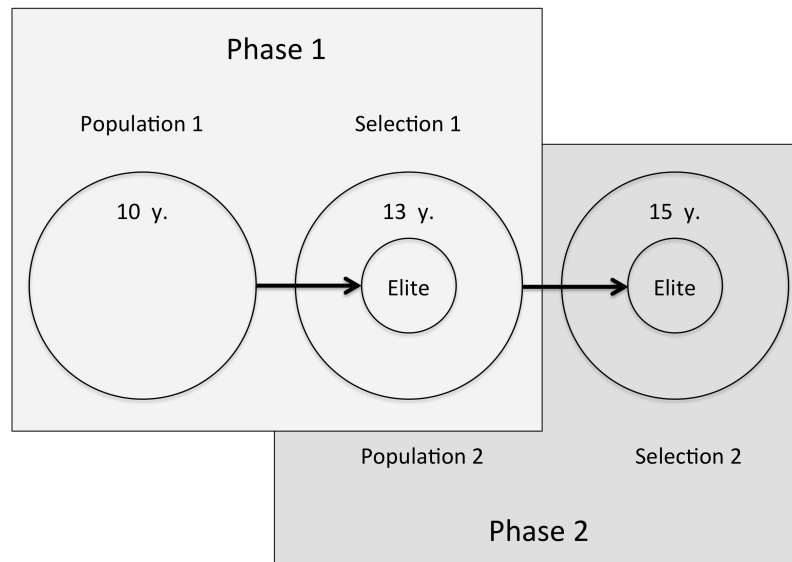 Phase 1
Population 1
Selection 1
10 y.
13 y.
15 y.
Elite
Elite
Population 2
Selection 2
Phase 2